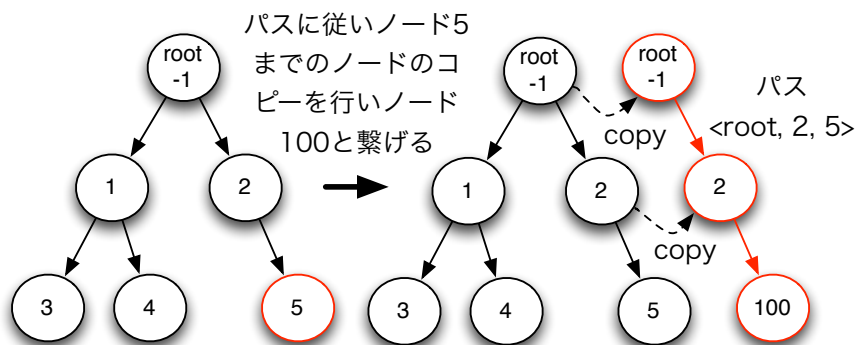 パスに従いノード5
までのノードのコ
ピーを行いノード
100と繋げる
root
-1
1
2
3
4
5
root
-1
root
-1
copy
パス
<root, 2, 5>
1
2
2
copy
3
4
5
100